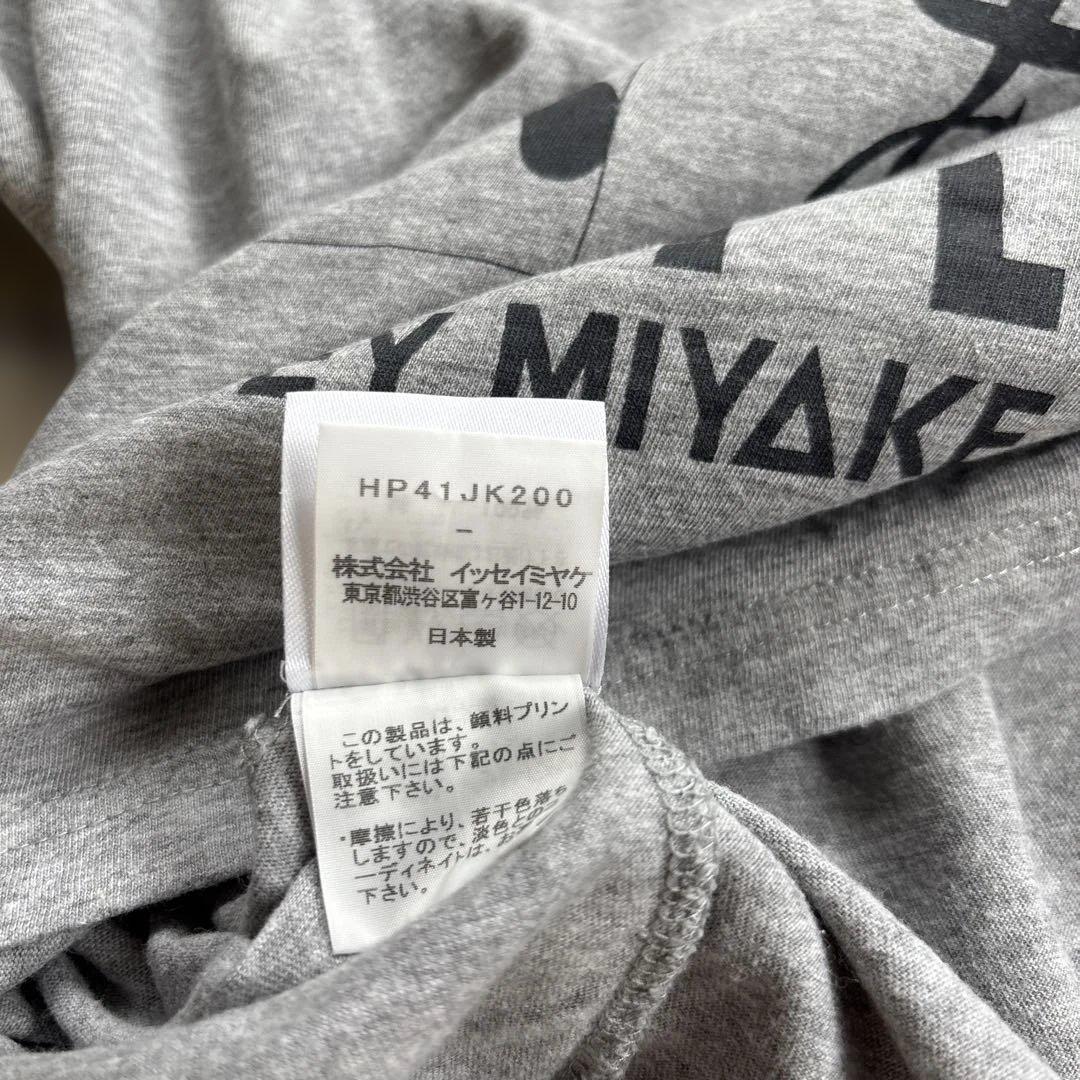 L
EY MIYAKE
HP41JK200
-
株式会社 イッセイミヤケ
東京都渋谷区富ヶ谷1-12-10
日本製
この製品は、顔料プリン
トをしています。
取扱いには下記の点にご
注意下さい。
・摩擦により、若干色落ち
しますので、淡色とのコ
ーディネイトは、お
下さい。